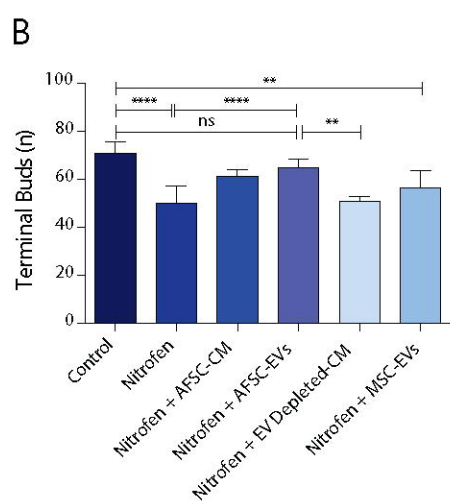 B
Terminal Buds (n)
100
80
60
40
20
0
**
**** ****
ns **
Control
Nitrofen
Nitrofen + AFSC-CM
Nitrofen + AFSC-EVs
Nitrofen + EV Depleted-CM
Nitrofen + MSC-EVs